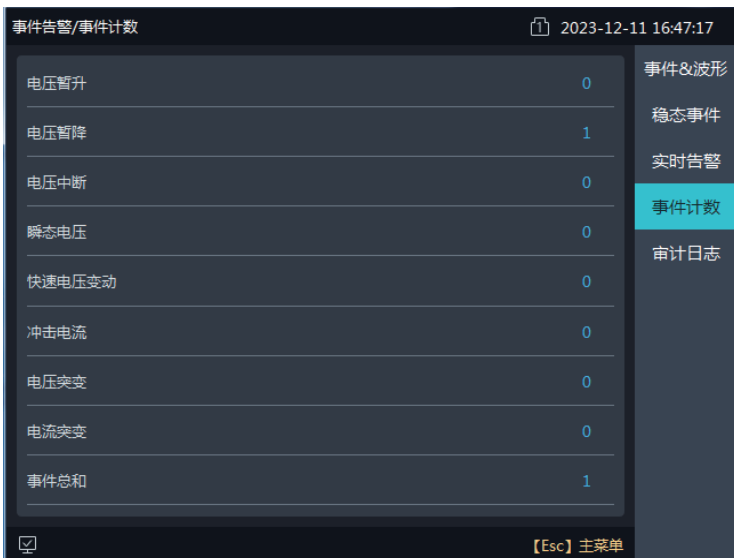 事件告警/事件计数 1 2023-12-11 16:47:17
电压暂升 0
电压暂降 1
电压中断 0
瞬态电压 0
快速电压变动 0
冲击电流 0
电压突变 0
电流突变 0
事件总和 1
事件&波形
稳态事件
实时告警
事件计数
审计日志
【Esc】主菜单